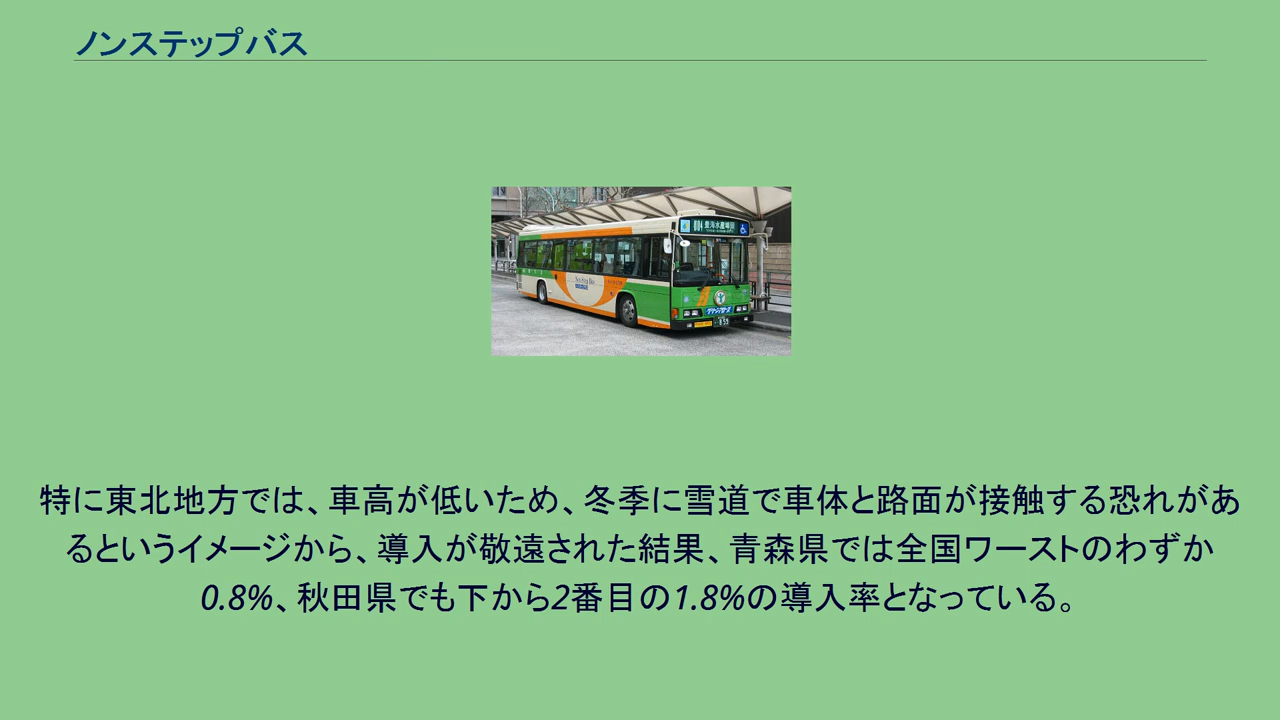 ノンステップバス
特に東北地方では、車高が低いため、冬季に雪道で車体と路面が接触する恐れがあ
るというイメージから、導入が敬遠された結果、青森県では全国ワーストのわずか
0.8%、秋田県でも下から2番目の1.8%の導入率となっている。